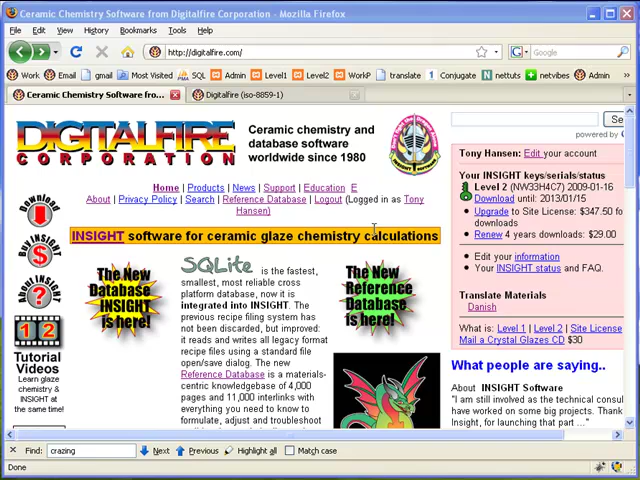 Ceramic Chemistry Software from Digitalfire Corporation - Mozilla Firefox
File Edit View History Bookmarks Tools Help
http://digitalfire.com/
Google
Work Email gmail Most Visited SQL Admin Level1 Level2 WorkP translate Conjugate nettuts netvibes Admin
Ceramic Chemistry Software fro...
Digitalfire (iso-8859-1)
DIGITALFIRE
CORPORATION
Ceramic chemistry and
database software
worldwide since 1980
Home | Products | News | Support | Education E
About | Privacy Policy | Search | Reference Database | Logout (Logged in as Tony
Hansen)
INSIGHT software for ceramic glaze chemistry calculations
Download
Buy INSIGHT
About INSIGHT
1 2
Tutorial
Videos
Learn glaze
chemistry &
INSIGHT at
the same time!
The New
Database
INSIGHT
is here!
SQLite is the fastest,
smallest, most reliable cross
platform database, now it is
integrated into INSIGHT. The
previous recipe filing system has
not been discarded, but improved:
it reads and writes all legacy format
recipe files using a standard file
open/save dialog. The new
Reference Database is a materials-
centric knowledgebase of 4,000
pages and 11,000 interlinks with
everything you need to know to
formulate, adjust and troubleshoot
The New
Reference
Database
is here!
Se
powered by
Tony Hansen: Edit your account
Your INSIGHT keys/serials/status
Level 2 (NW33H4C7) 2009-01-16
Download until: 2013/01/15
Upgrade to Site License: $347.50 for
downloads
Renew 4 years downloads: $29.00
Edit your information
Your INSIGHT status and FAQ.
Translate Materials
Danish
What is: Level 1 | Level 2 | Site License
Mail a Crystal Glazes CD $30
What people are saying..
About INSIGHT Software
"I am still involved as the technical consul
have worked on some big projects. Thank
Insight, for launching that part ..."
Find: crazing Next Previous Highlight all Match case
Done